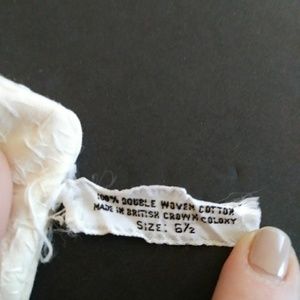 100% DOUBLE WOVEN COTTON
MADE IN BRITISH CROWN COLONY
SIZE: 6½